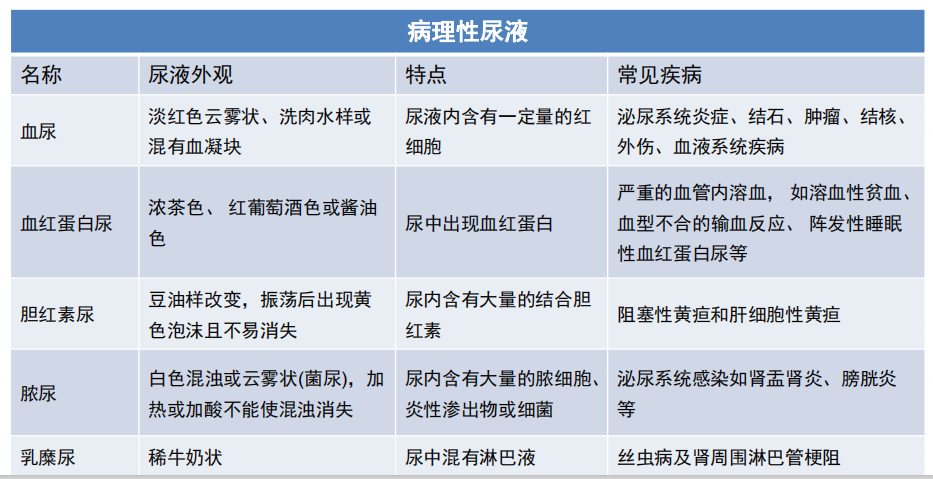 病理性尿液
名称 尿液外观 特点 常见疾病
血尿
淡红色云雾状、洗肉水样或
混有血凝块
尿液内含有一定量的红
细胞
泌尿系统炎症、结石、肿瘤、结核、
外伤、血液系统疾病
血红蛋白尿
浓茶色、 红葡萄酒色或酱油
色
尿中出现血红蛋白
严重的血管内溶血， 如溶血性贫血、
血型不合的输血反应、 阵发性睡眠
性血红蛋白尿等
胆红素尿
豆油样改变，振荡后出现黄
色泡沫且不易消失
尿内含有大量的结合胆
红素
阻塞性黄疸和肝细胞性黄疸
脓尿
白色混浊或云雾状(菌尿)，加
热或加酸不能使混浊消失
尿内含有大量的脓细胞、
炎性渗出物或细菌
泌尿系统感染如肾盂肾炎、膀胱炎
等
乳糜尿
稀牛奶状
尿中混有淋巴液
丝虫病及肾周围淋巴管梗阻